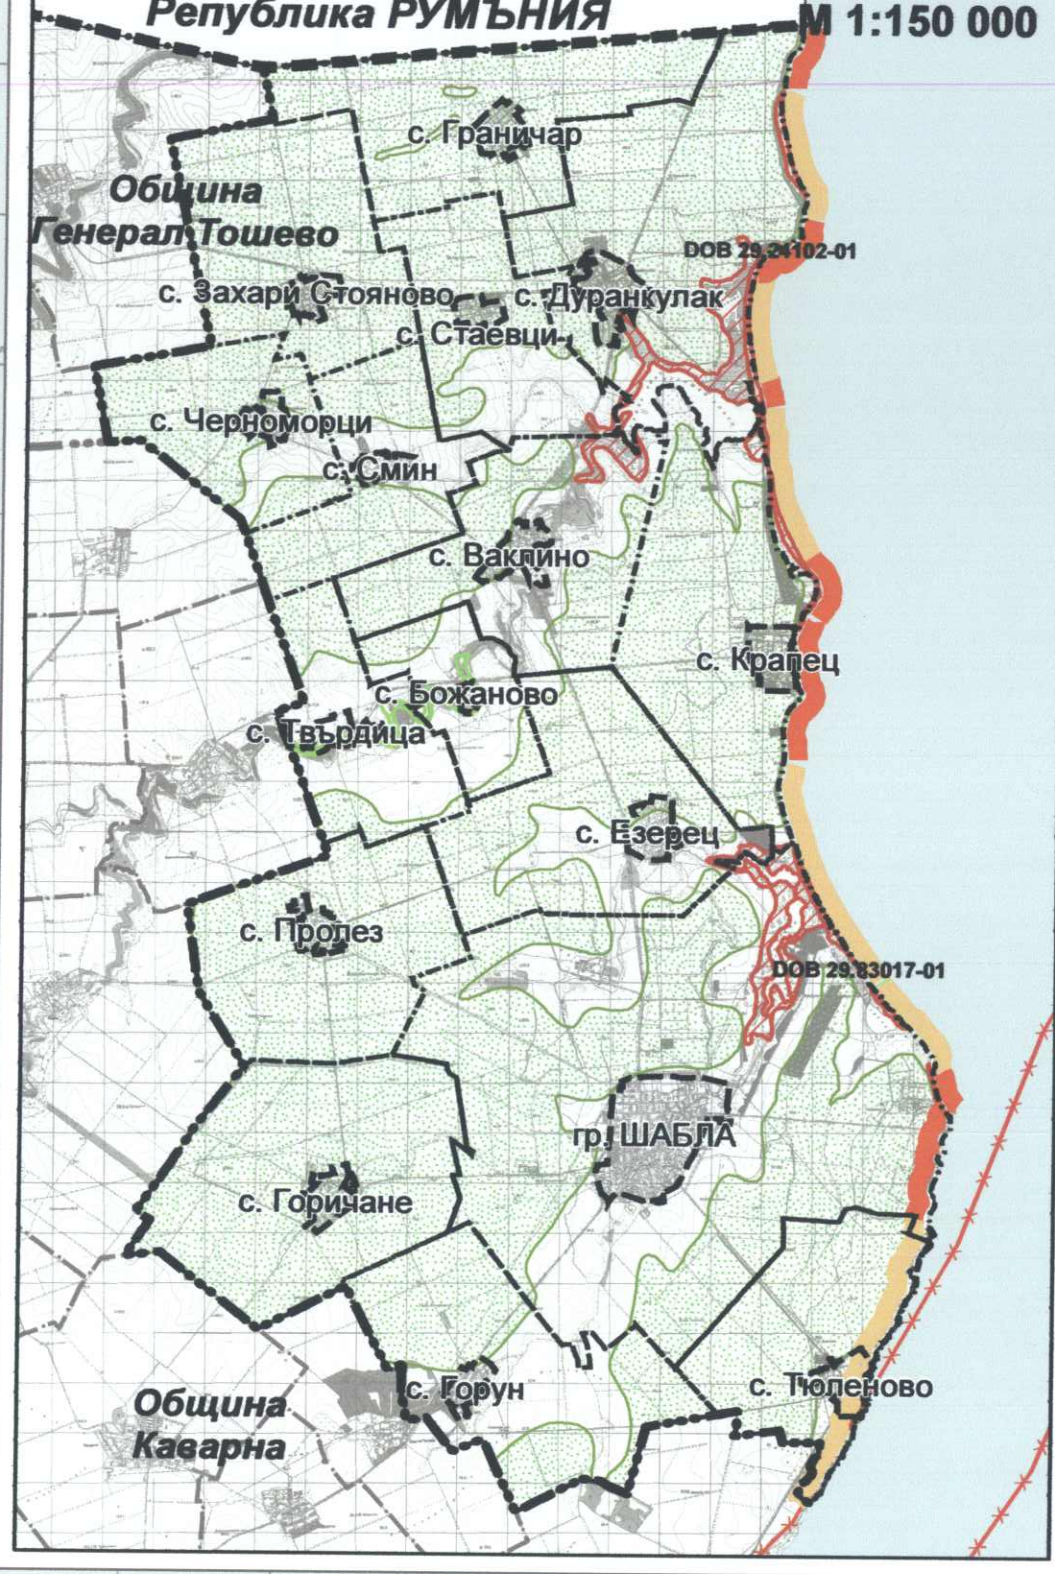 Република РУМЪНИЯ
М 1:150 000
с. Граничар
Община
Генерал Тошево
DOB 29.24102-01
с. Захари Стояново
с. Дуранкулак
с. Стаевци
с. Черноморци
с. Смин
с. Ваклино
с. Крапец
с. Божаново
с. Твърдица
с. Езерец
с. Пролез
DOB 29.83017-01
гр. ШАБЛА
с. Горичане
с. Горун
с. Тюленово
Община
Каварна